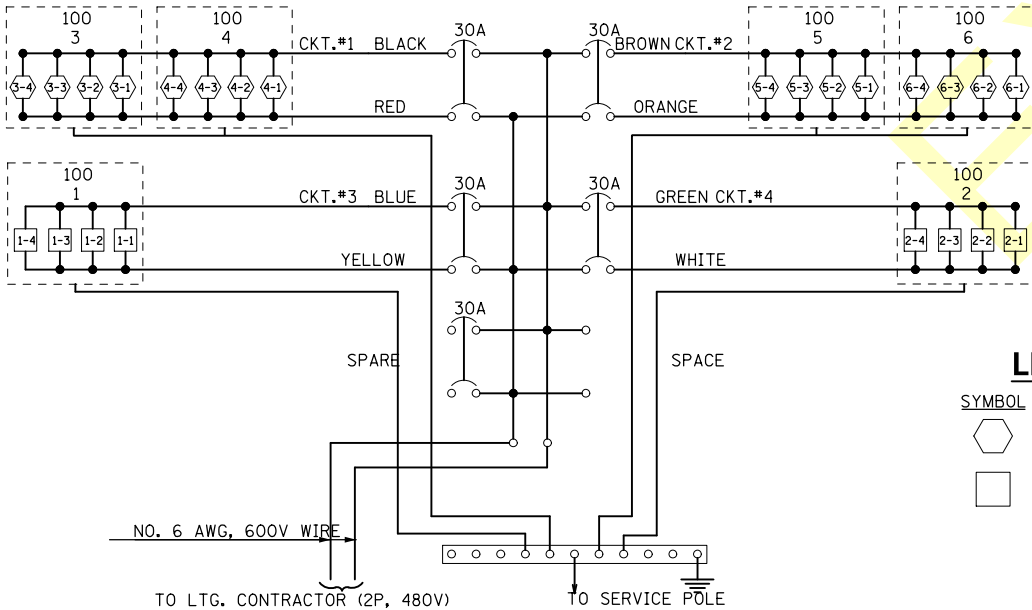 100
3
100
4
100
5
100
6
CKT.#1 BLACK
30A
30A
BROWN CKT.#2
3-4 3-3 3-2 3-1
4-4 4-3 4-2 4-1
5-4 5-3 5-2 5-1
6-4 6-3 6-2 6-1
RED
ORANGE
100
1
100
2
CKT.#3 BLUE
30A
30A
GREEN CKT.#4
1-4 1-3 1-2 1-1
2-4 2-3 2-2 2-1
YELLOW
WHITE
30A
SPARE
SPACE
SYMBOL
NO. 6 AWG, 600V WIRE
TO LTG. CONTRACTOR (2P, 480V)
TO SERVICE POLE